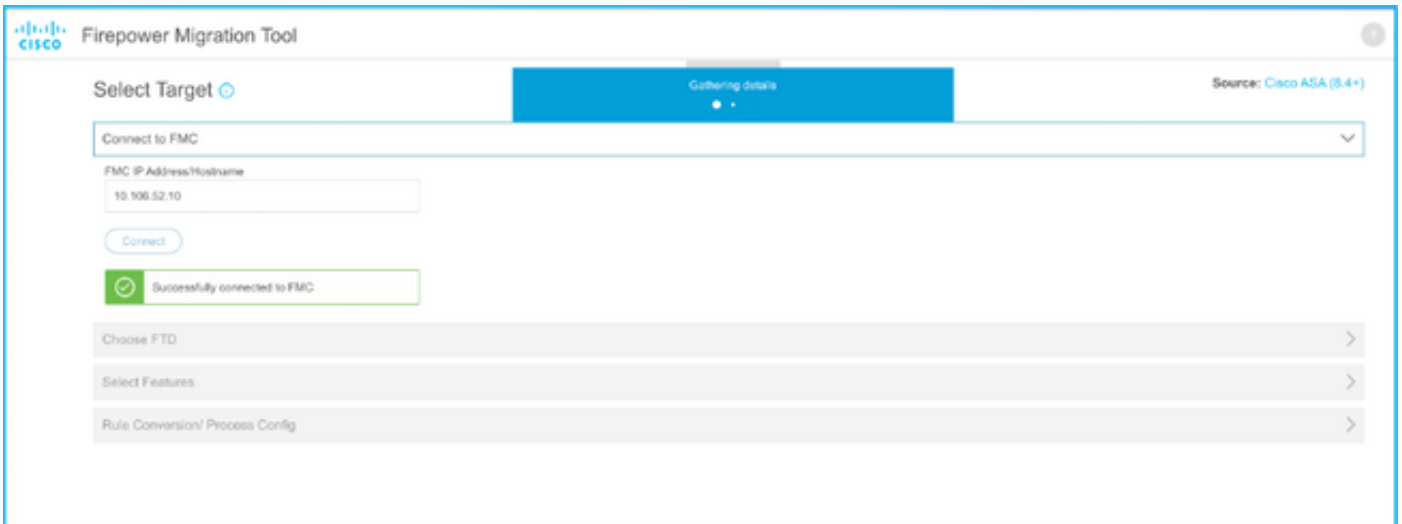 CISCO
Firepower Migration Tool
Select Target
Gathering details
Source: Cisco ASA (8.4+)
Connect to FMC
FMC IP Address/Hostname
10.106.52.10
Connect
Successfully connected to FMC
Choose FTD
Select Features
Rule Conversion/ Process Config